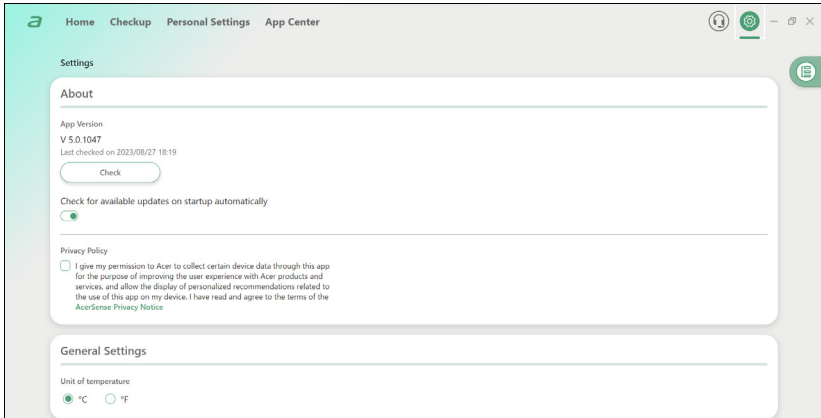 a Home Checkup Personal Settings App Center
Settings
About
App Version
V 5.0.1047
Last checked on 2023/08/27 18:19
Check
Check for available updates on startup automatically
Privacy Policy
I give my permission to Acer to collect certain device data through this app
for the purpose of improving the user experience with Acer products and
services, and allow the display of personalized recommendations related to
the use of this app on my device. I have read and agree to the terms of the
AcerSense Privacy Notice
General Settings
Unit of temperature
°C °F